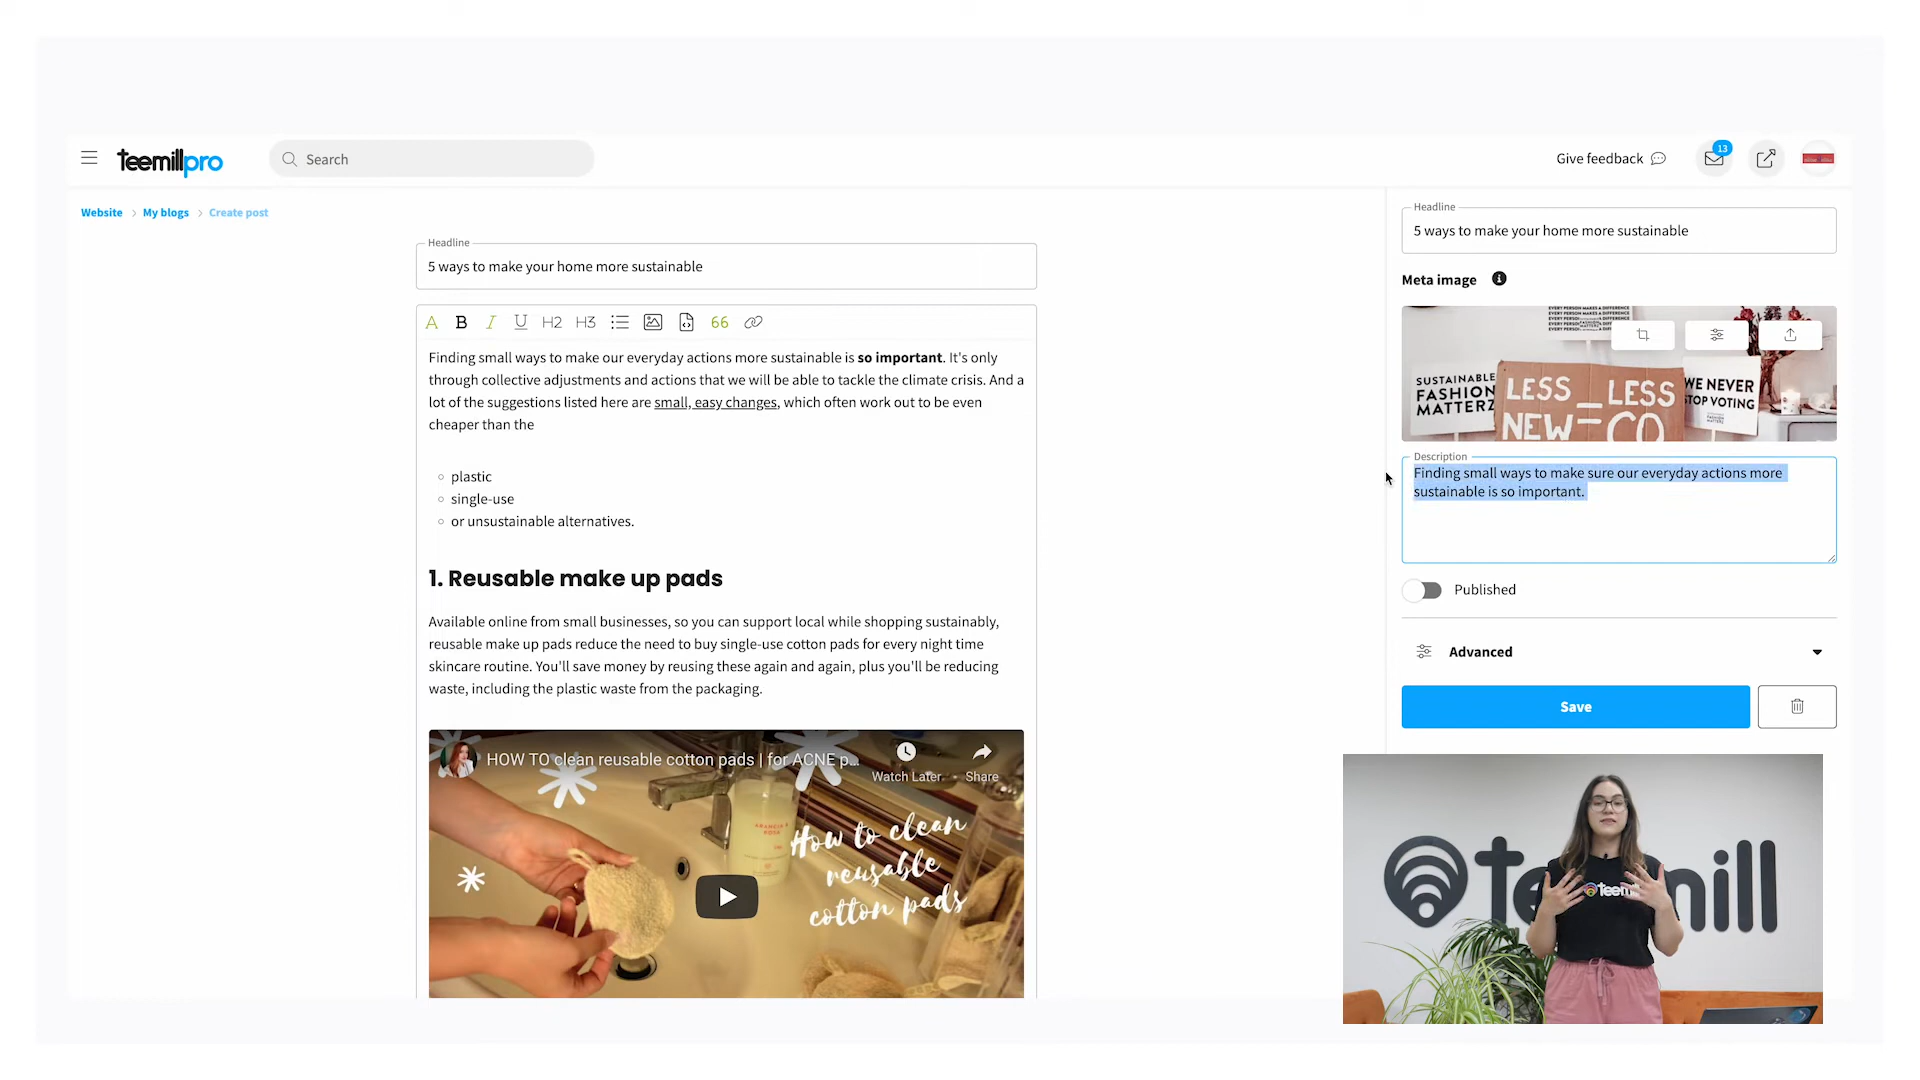 teemillpro
Search
Give feedback
13
Website
My blogs
Create post
Headline
5 ways to make your home more sustainable
A B I U H2 H3 66
Finding small ways to make our everyday actions more sustainable is so important. It's only
through collective adjustments and actions that we will be able to tackle the climate crisis. And a
lot of the suggestions listed here are small, easy changes, which often work out to be even
cheaper than the
plastic
single-use
or unsustainable alternatives.
1. Reusable make up pads
Available online from small businesses, so you can support local while shopping sustainably,
reusable make up pads reduce the need to buy single-use cotton pads for every night time
skincare routine. You'll save money by reusing these again and again, plus you'll be reducing
waste, including the plastic waste from the packaging.
HOW TO clean reusable cotton pads | for ACNE p...
Watch Later
Share
How to clean
reusable
cotton pads
Headline
5 ways to make your home more sustainable
Meta image
EVERY PERSON MAKES A DIFFERENCE
SUSTAINABLE
FASHION
MATTERZ
LESS = LESS
NEW CO
WE NEVER
STOP VOTING
Description
Finding small ways to make sure our everyday actions more
sustainable is so important.
Published
Advanced
Save
teemill
teem